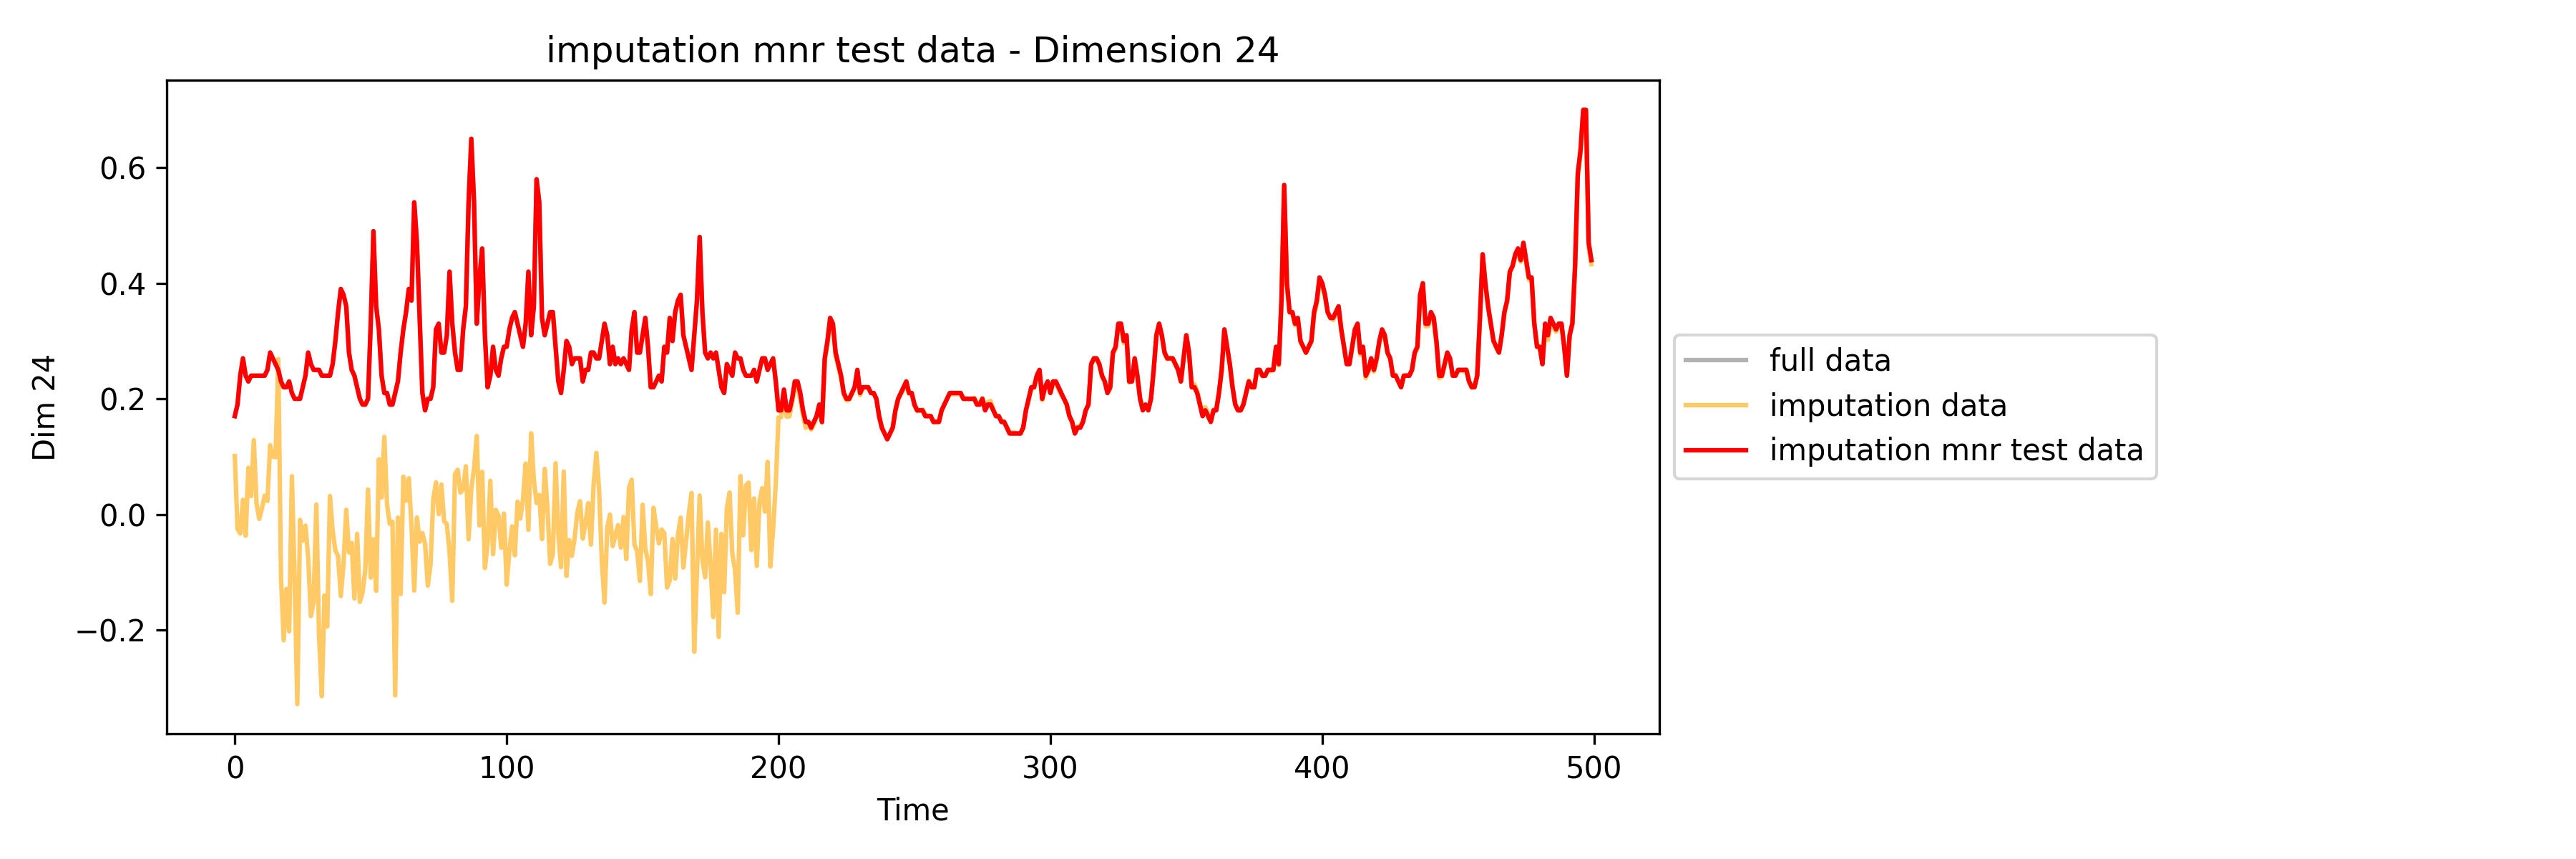 imputation mnr test data - Dimension 24
0.6
0.4
0.2
0.0
−0.2
Dim 24
0 100 200 300 400 500
Time
full data
imputation data
imputation mnr test data